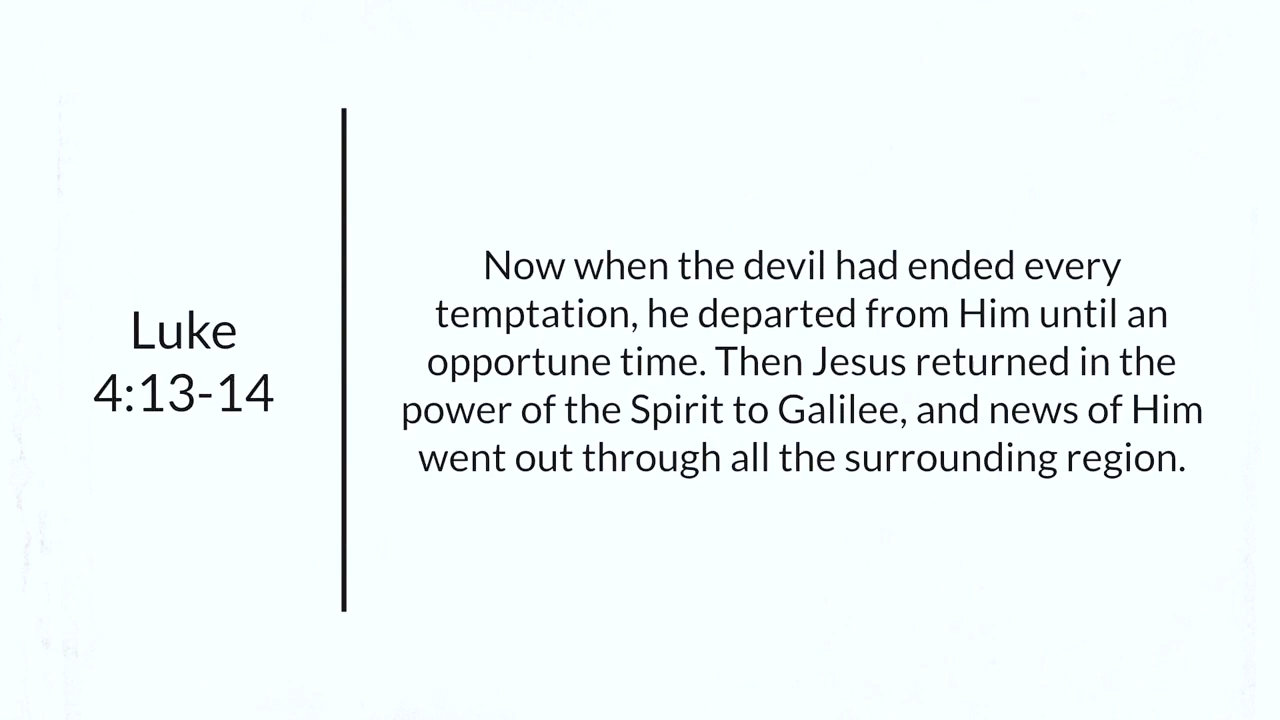 Luke
4:13-14
Now when the devil had ended every
temptation, he departed from Him until an
opportune time. Then Jesus returned in the
power of the Spirit to Galilee, and news of Him
went out through all the surrounding region.